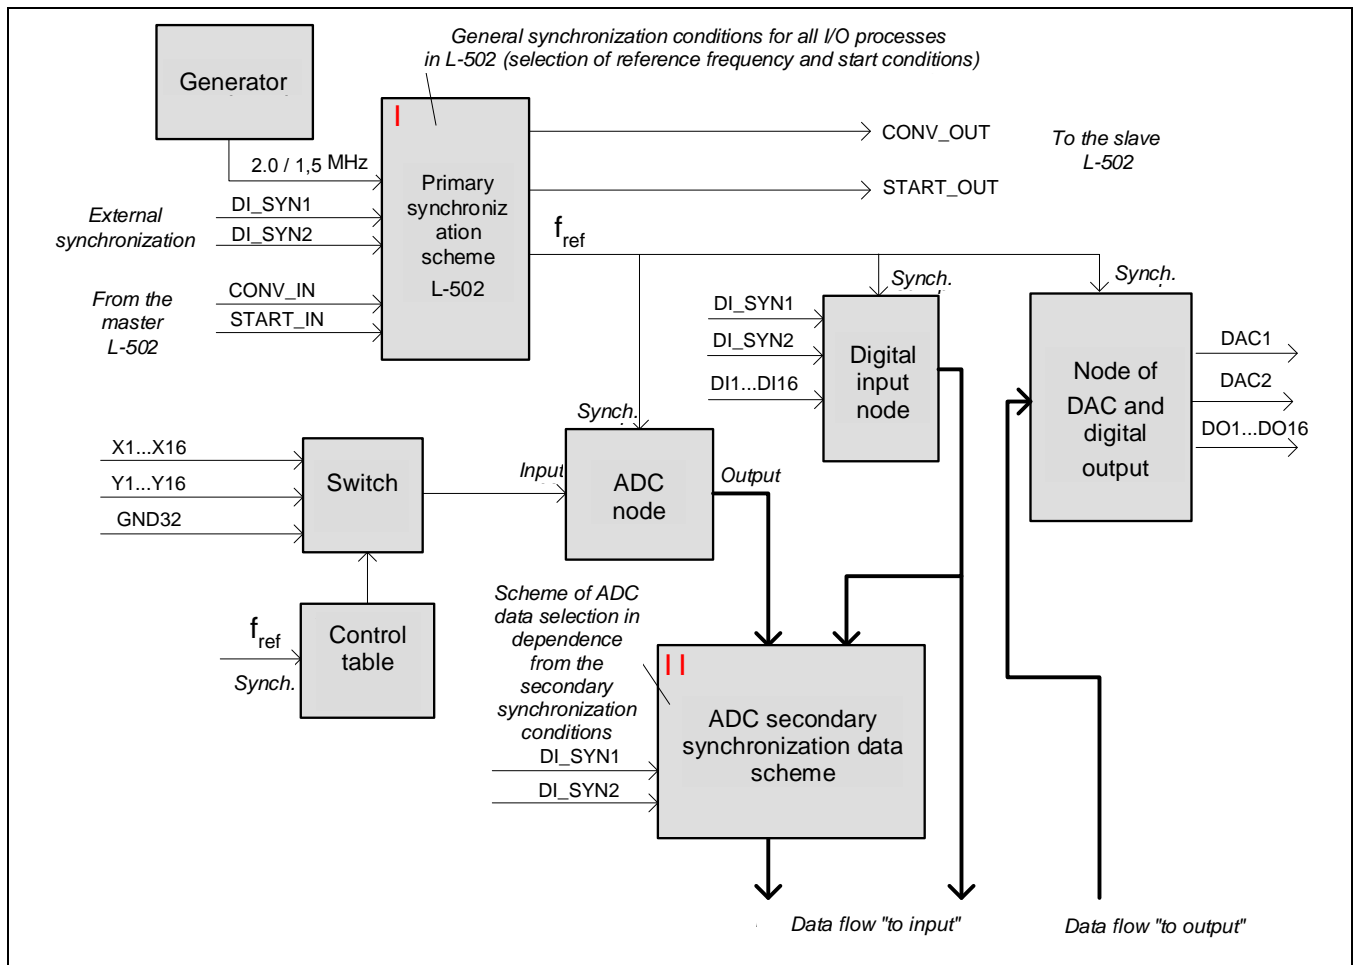 General synchronization conditions for all I/O processes
in L-502 (selection of reference frequency and start conditions)
Generator
I
CONV_OUT
To the slave
L-502
2.0 / 1,5 MHz
Primary
synchroniz
ation
scheme
L-502
START_OUT
External
synchronization
DI_SYN1
DI_SYN2
f ref
From the
master
L-502
CONV_IN
START_IN
Synch.
Synch.
DI_SYN1
DI_SYN2
DI1...DI16
Digital
input
node
Node of
DAC and
digital
output
DAC1
DAC2
DO1...DO16
Synch.
X1...X16
Y1...Y16
GND32
Switch
Input
ADC
node
Output
Scheme of ADC
data selection in
dependence
from the
secondary
synchronization
conditions
f ref
Synch.
Control
table
II
ADC secondary
synchronization data
scheme
DI_SYN1
DI_SYN2
Data flow "to input"
Data flow "to output"